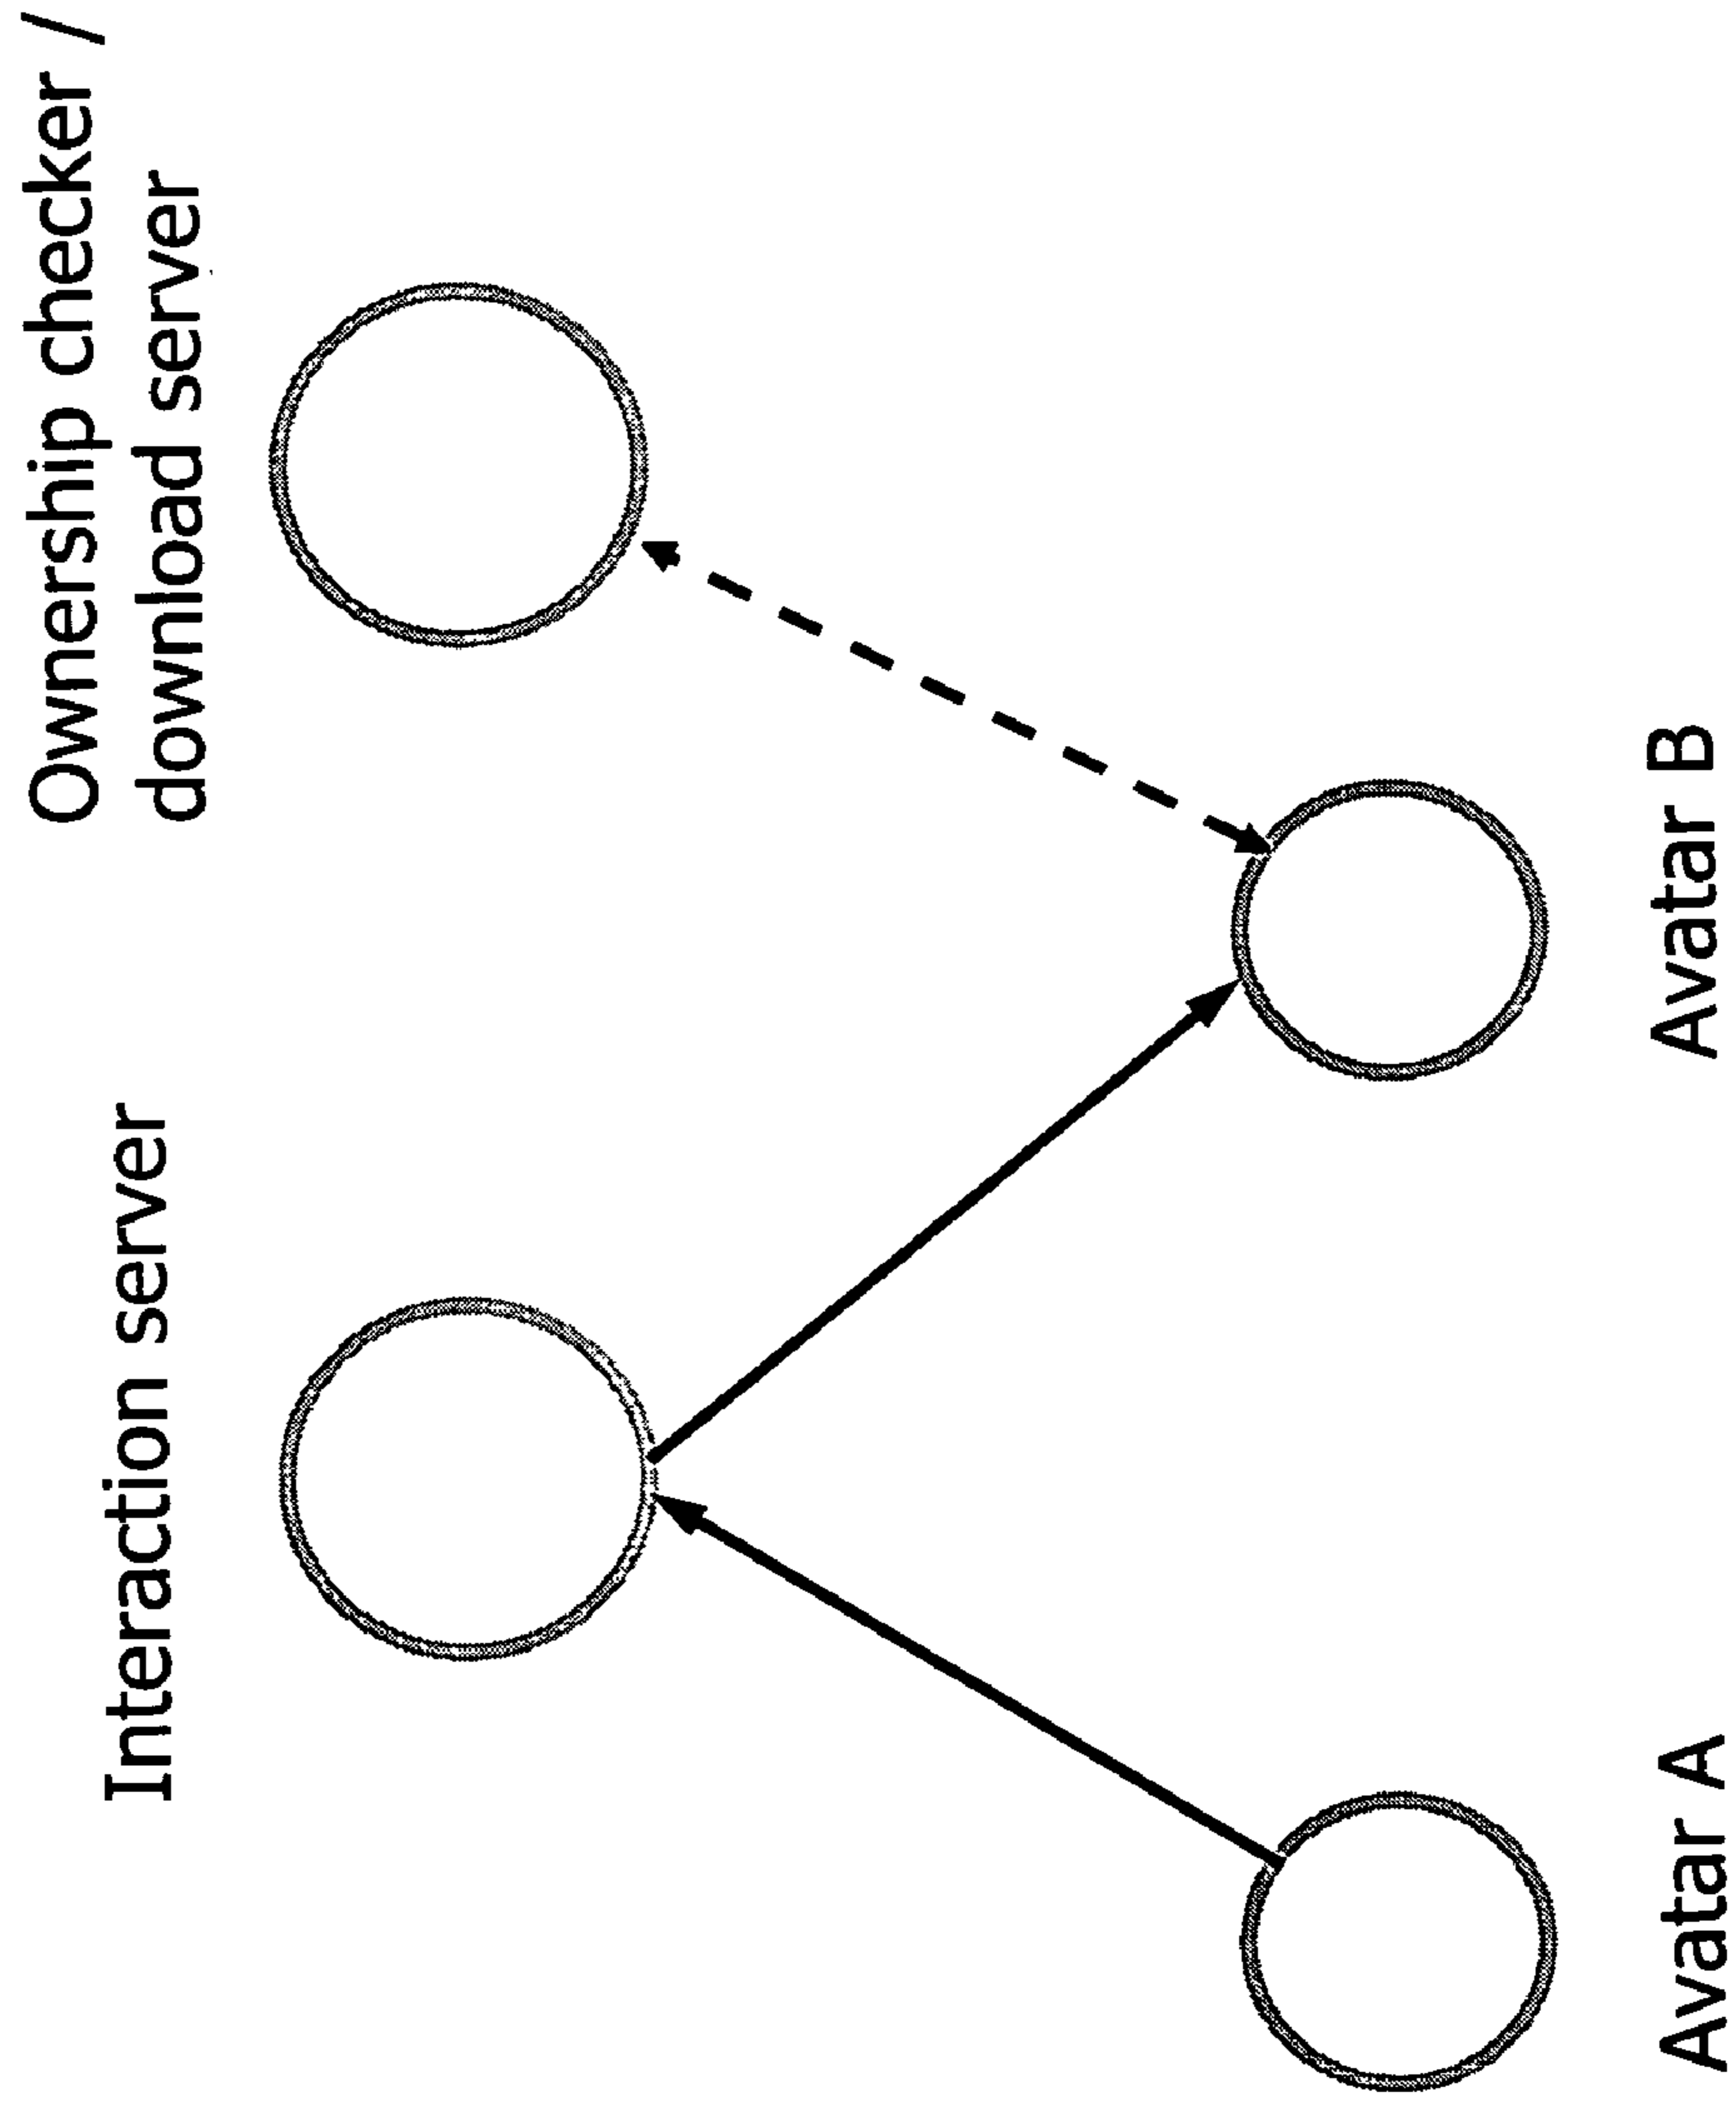 Interaction server
Ownership checker /
download server
Avatar A
Avatar B